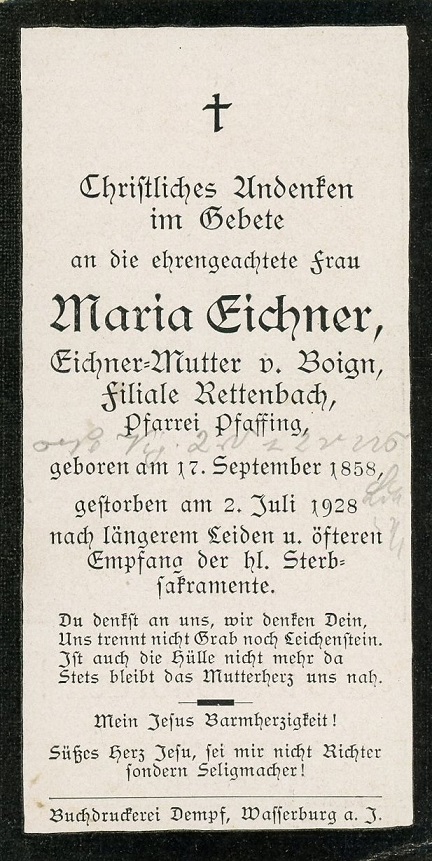 Christliches Andenken
im Gebete
an die ehrengeachtete Frau
Maria Eichner,
Eichner-Mutter v. Boign,
Filiale Rettenbach,
Pfarrei Pfaffing,
geboren am 17. September 1858,
gestorben am 2. Juli 1928
nach längerem Leiden u. öfteren
Empfang der hl. Sterb-
sakramente.
Du denkst an uns, wir denken Dein,
Uns trennt nicht Grab noch Leichenstein.
Ist auch die Hülle nicht mehr da
Stets bleibt das Mutterherz uns nah.
Mein Jesus Barmherzigkeit!
Süßes Herz Jesu, sei mir nicht Richter
sondern Seligmacher!
Buchdruckerei Dempf, Wasserburg a. J.